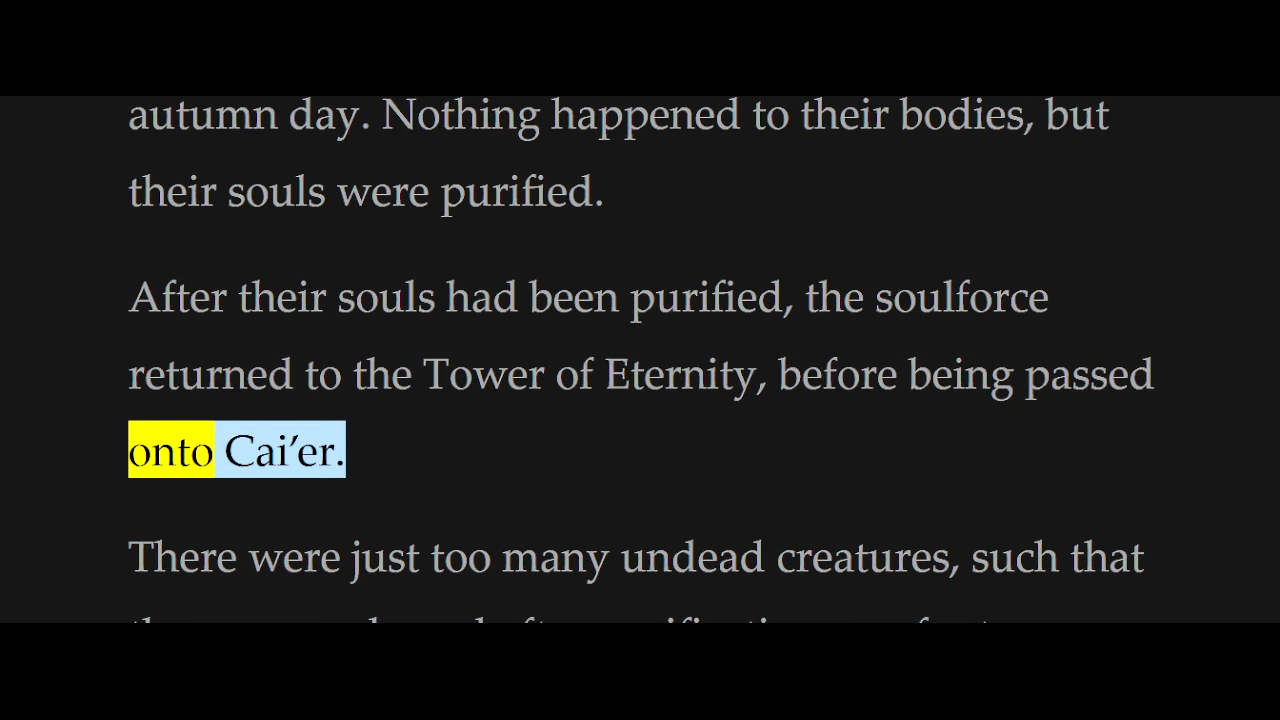 autumn day. Nothing happened to their bodies, but
their souls were purified.
After their souls had been purified, the soulforce
returned to the Tower of Eternity, before being passed
onto Cai’er.
There were just too many undead creatures, such that